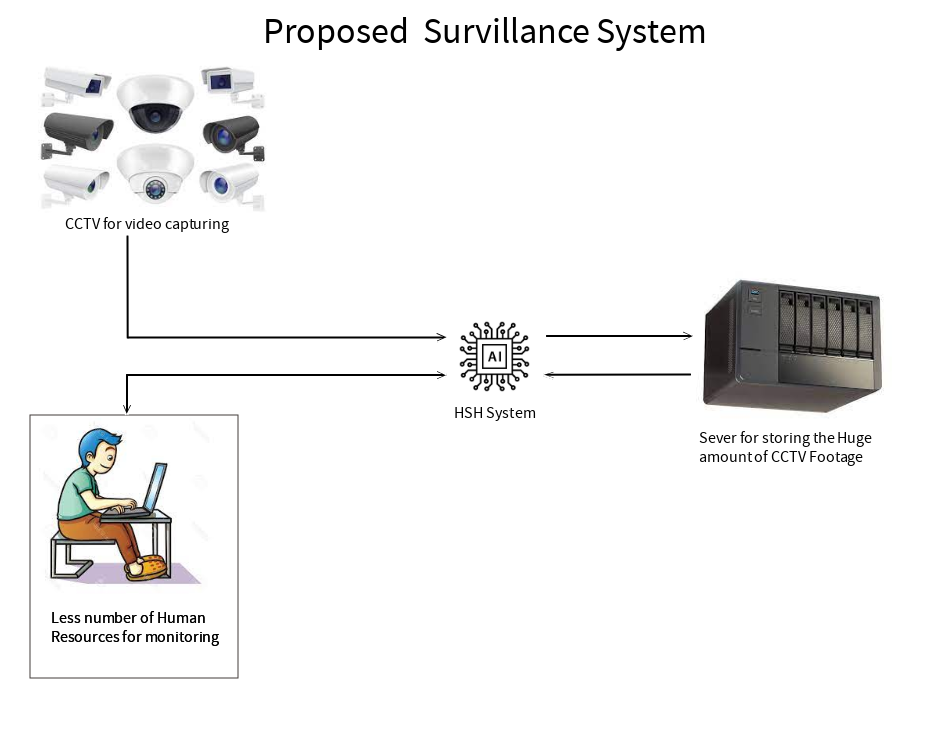 Proposed Survillance System
CCTV for video capturing
AI
HSH System
Sever for storing the Huge
amount of CCTV Footage
Less number of Human
Resources for monitoring